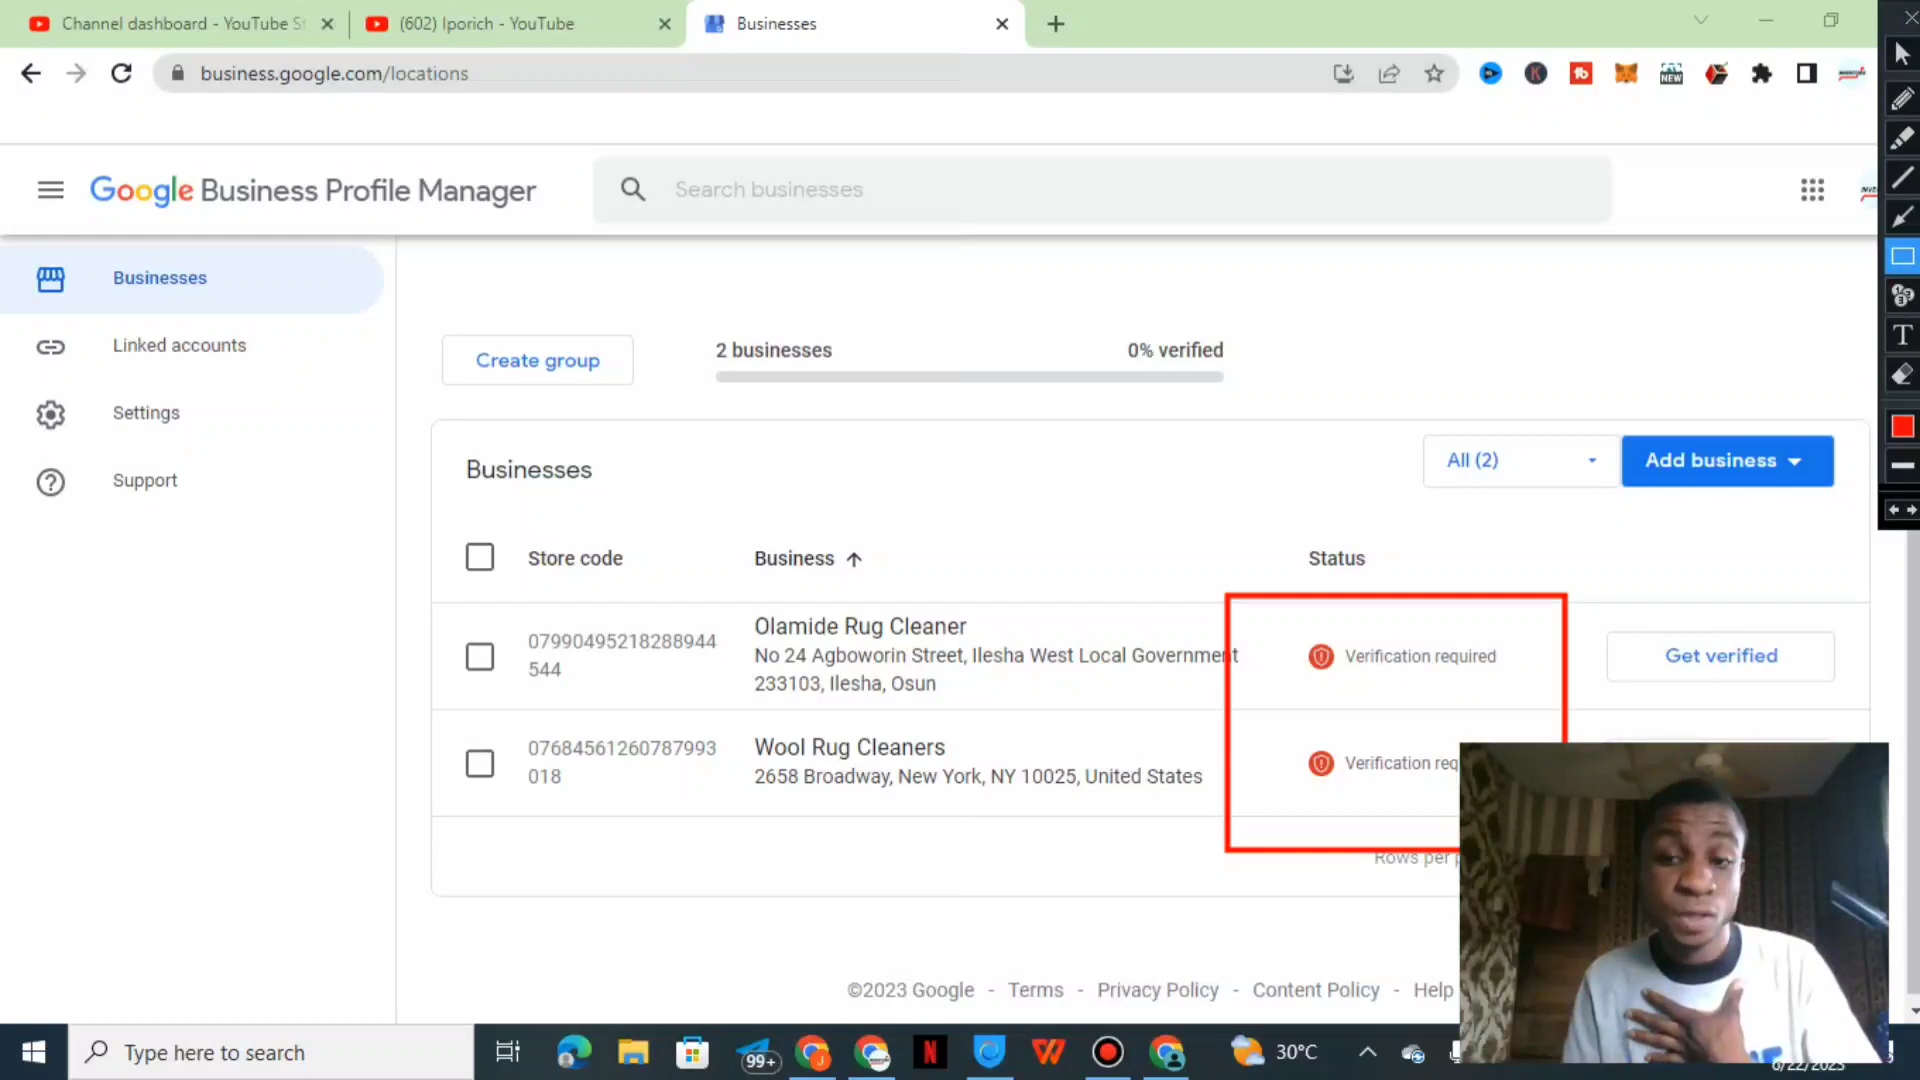 Channel dashboard - YouTube St
(602) Iporich - YouTube
Businesses
business.google.com/locations
NEW
Google Business Profile Manager
Search businesses
Businesses
Linked accounts
Settings
Support
Create group
2 businesses
0% verified
Businesses
All (2)
Add business
Store code
Business
Status
07990495218288944
544
Olamide Rug Cleaner
No 24 Agboworin Street, Ilesha West Local Government
233103, Ilesha, Osun
Verification required
Get verified
07684561260787993
018
Wool Rug Cleaners
2658 Broadway, New York, NY 10025, United States
Verification req
Rows per p
©2023 Google - Terms - Privacy Policy - Content Policy - Help
Type here to search
99+
30°C
6/22/2023